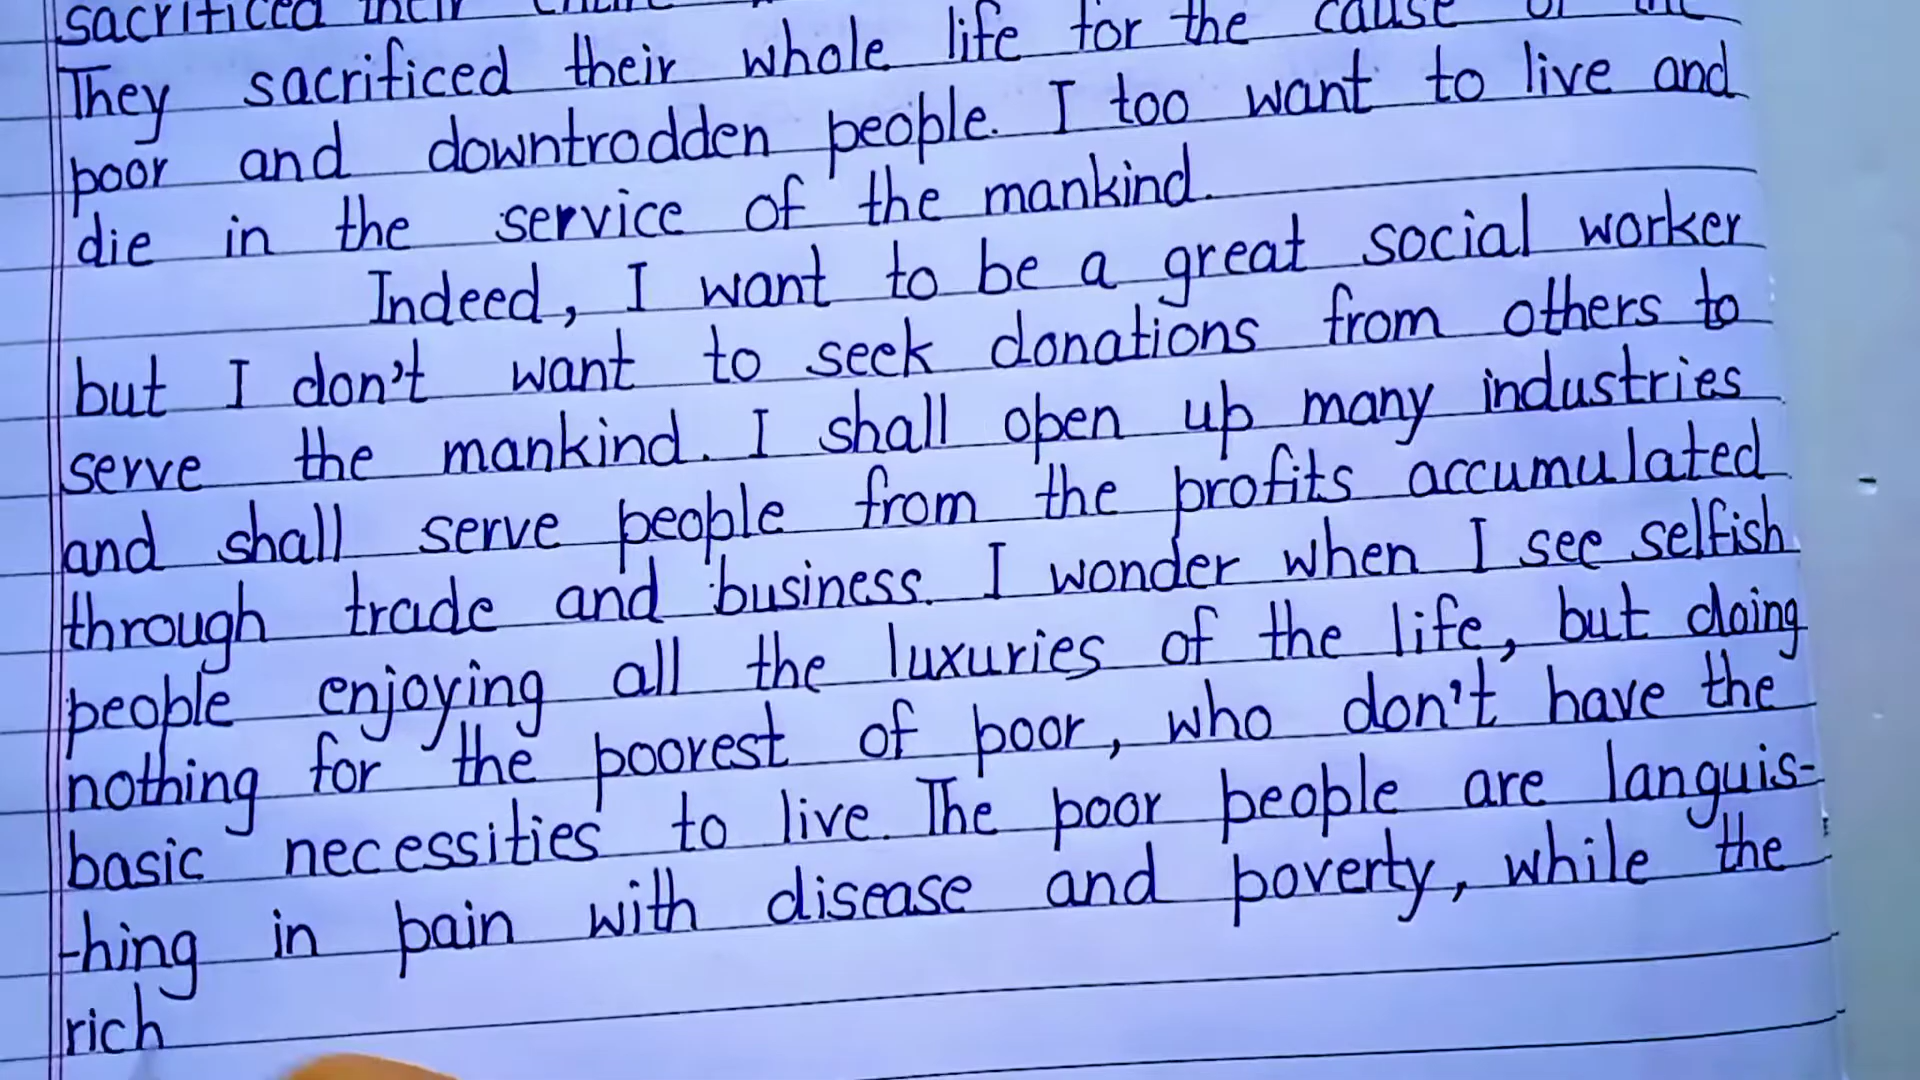 sacrificed their
They sacrificed their whole life for the cause of the
poor and downtrodden people. I too want to live and
die in the service of the mankind.
Indeed, I want to be a great social worker
but I don't want to seek donations from others to
serve the mankind. I shall open up many industries
and shall serve people from the profits accumulated
through trade and business. I wonder when I see selfish
people enjoying all the luxuries of the life, but doing
nothing for the poorest of poor, who don't have the
basic necessities to live. The poor people are languis-
-hing in pain with disease and poverty, while the
rich